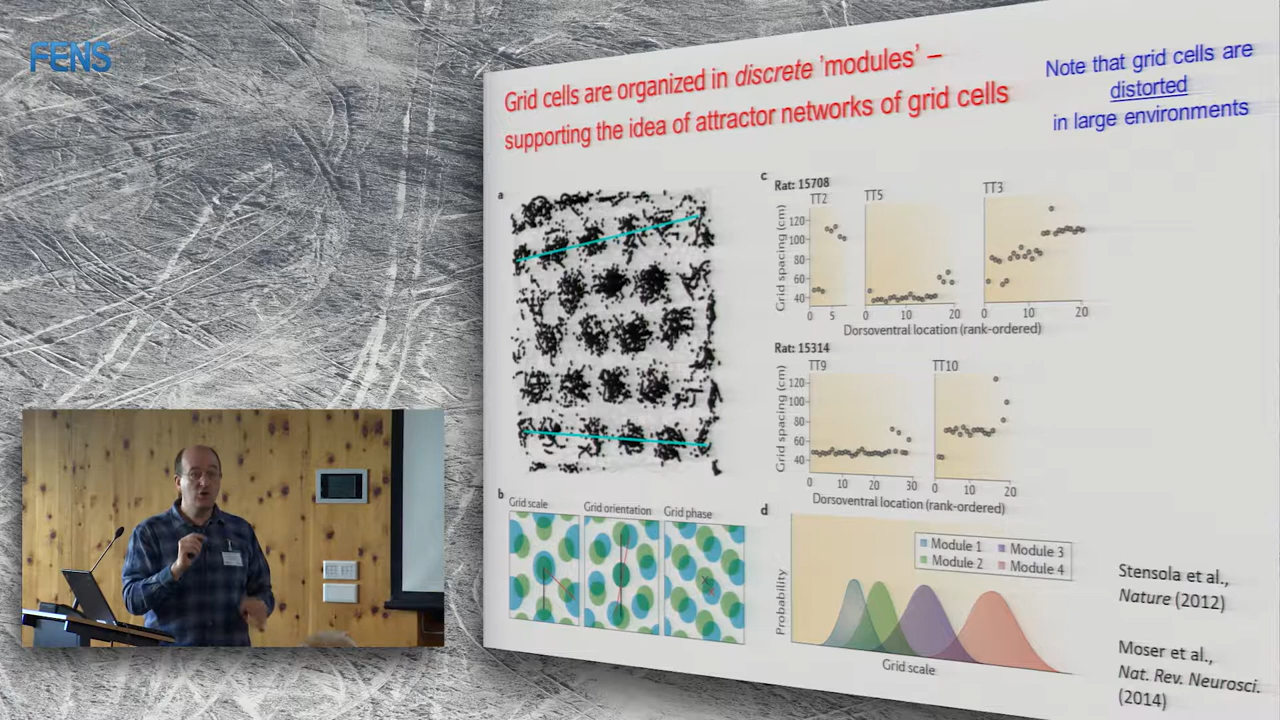 FENS
Grid cells are organized in discrete 'modules' –
supporting the idea of attractor networks of grid cells
Note that grid cells are
distorted
in large environments
a
c
Rat: 15708
TT2
TT5
TT3
Grid spacing (cm)
120
100
80
60
40
0 5
0 10 20
0 10 20
Dorsoventral location (rank-ordered)
Rat: 15314
TT9
TT10
Grid spacing (cm)
120
100
80
60
40
0 10 20 30
0 10 20
Dorsoventral location (rank-ordered)
b
Grid scale
Grid orientation
Grid phase
d
Probability
Module 1
Module 3
Module 2
Module 4
Grid scale
Stensola et al.,
Nature (2012)
Moser et al.,
Nat. Rev. Neurosci.
(2014)